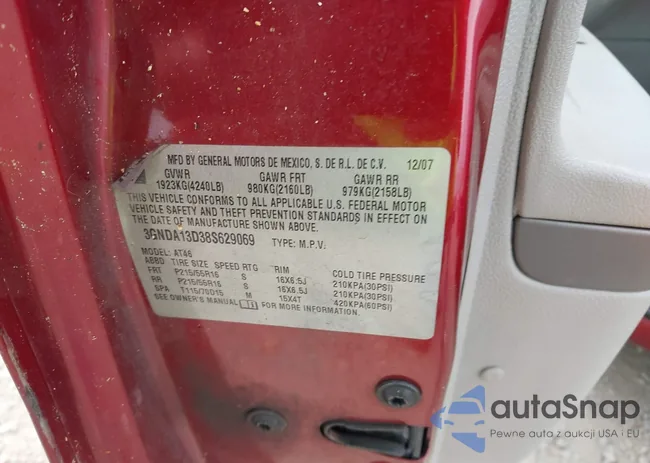 MFD BY GENERAL MOTORS DE MEXICO, S. DE R.L. DE C.V. 12/07
GVWR GAWR FRT GAWR RR
1923KG(4240LB) 980KG(2160LB) 979KG(2158LB)
THIS VEHICLE CONFORMS TO ALL APPLICABLE U.S. FEDERAL MOTOR
VEHICLE SAFETY AND THEFT PREVENTION STANDARDS IN EFFECT ON
THE DATE OF MANUFACTURE SHOWN ABOVE.
3GNDA13D38S629069 TYPE: M.P.V.
MODEL: AT46
ABBD TIRE SIZE SPEED RTG RIM COLD TIRE PRESSURE
FRT P215/55R16 S 16X6.5J 210KPA(30PSI)
RR P215/55R16 S 16X6.5J 210KPA(30PSI)
SPA T115/70D15 M 15X4T 420KPA(60PSI)
SEE OWNER'S MANUAL FOR MORE INFORMATION.
autoSnap
Pewne auta z aukcji USA i EU